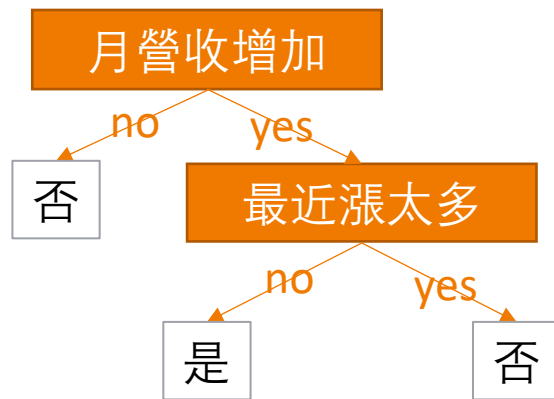 月營收增加
no
yes
否
最近漲太多
no
yes
是
否